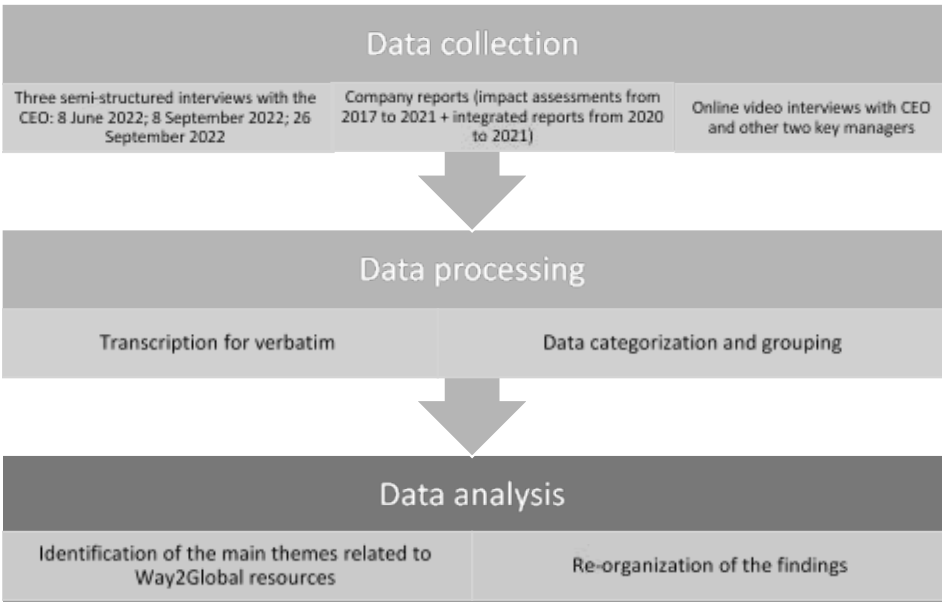 Data collection
Three semi-structured interviews with the
CEO: 8 June 2022; 8 September 2022; 26
September 2022
Company reports (impact assessments from
2017 to 2021 + integrated reports from 2020
to 2021)
Online video interviews with CEO
and other two key managers
Data processing
Transcription for verbatim
Data categorization and grouping
Data analysis
Identification of the main themes related to
Way2Global resources
Re-organization of the findings